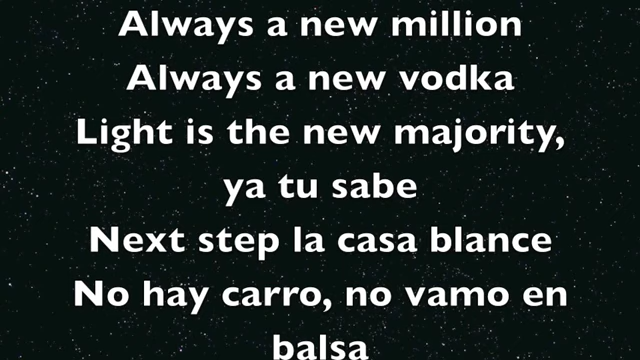 Always a new million
Always a new vodka
Light is the new majority,
ya tu sabe
Next step la casa blance
No hay carro, no vamo en
balsa